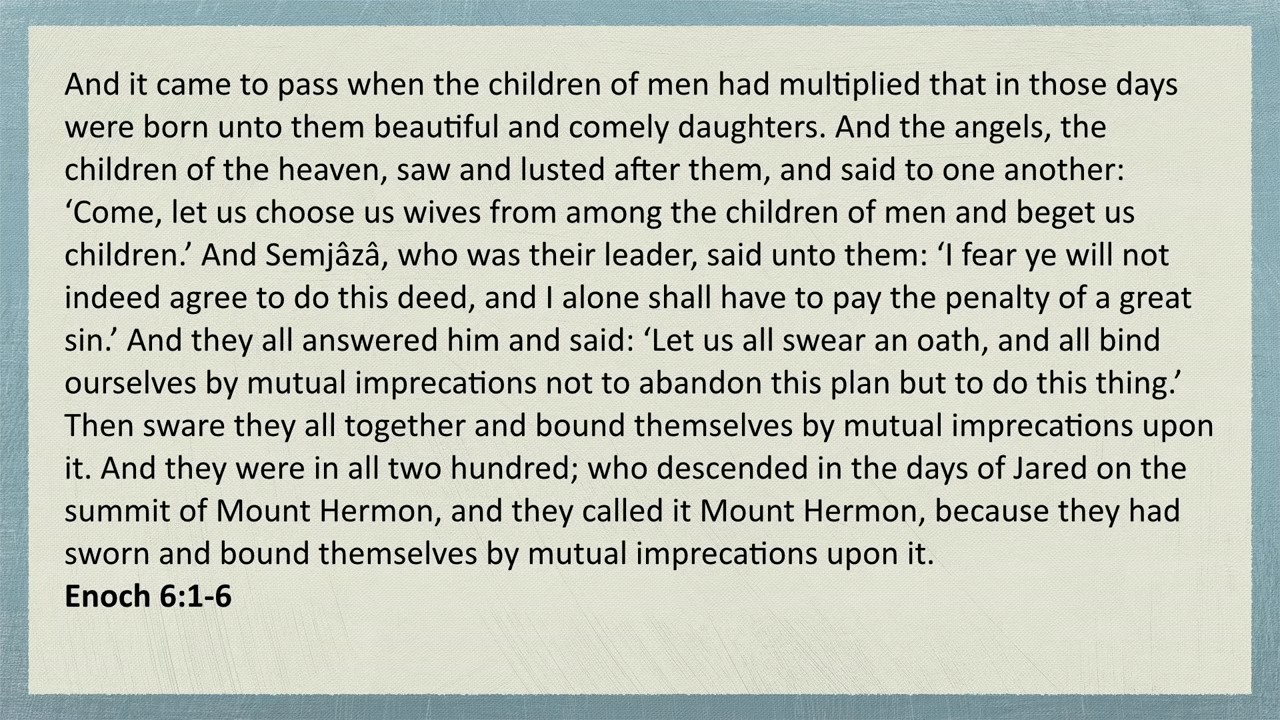 And it came to pass when the children of men had multiplied that in those days
were born unto them beautiful and comely daughters. And the angels, the
children of the heaven, saw and lusted after them, and said to one another:
‘Come, let us choose us wives from among the children of men and beget us
children.’ And Semjâzâ, who was their leader, said unto them: ‘I fear ye will not
indeed agree to do this deed, and I alone shall have to pay the penalty of a great
sin.’ And they all answered him and said: ‘Let us all swear an oath, and all bind
ourselves by mutual imprecations not to abandon this plan but to do this thing.’
Then sware they all together and bound themselves by mutual imprecations upon
it. And they were in all two hundred; who descended in the days of Jared on the
summit of Mount Hermon, and they called it Mount Hermon, because they had
sworn and bound themselves by mutual imprecations upon it.
Enoch 6:1-6